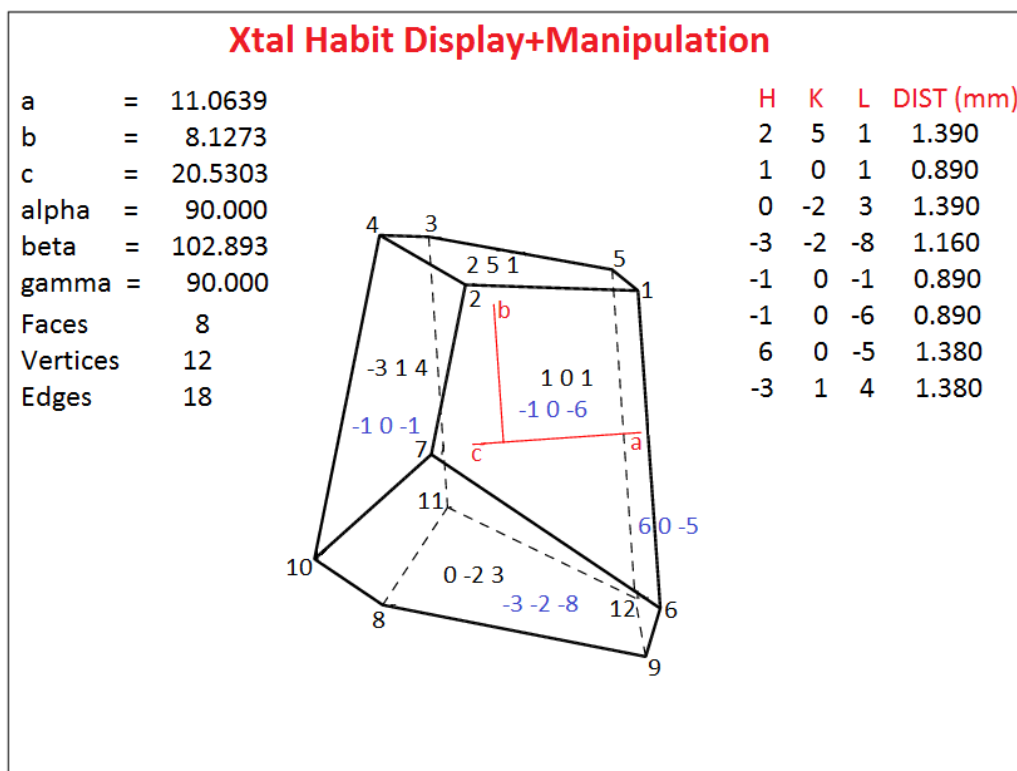 Xtal Habit Display+Manipulation
a = 11.0639
b = 8.1273
c = 20.5303
alpha = 90.000
beta = 102.893
gamma = 90.000
Faces 8
Vertices 12
Edges 18
H K L DIST (mm)
2 5 1 1.390
1 0 1 0.890
0 -2 3 1.390
-3 -2 -8 1.160
-1 0 -1 0.890
-1 0 -6 0.890
6 0 -5 1.380
-3 1 4 1.380
4 3
2 5 1
5
2
1
b
-3 1 4
1 0 1
-1 0 -1
-1 0 -6
7
c
a
11
6 0 -5
10
0 -2 3
8
-3 -2 -8
12
6
9